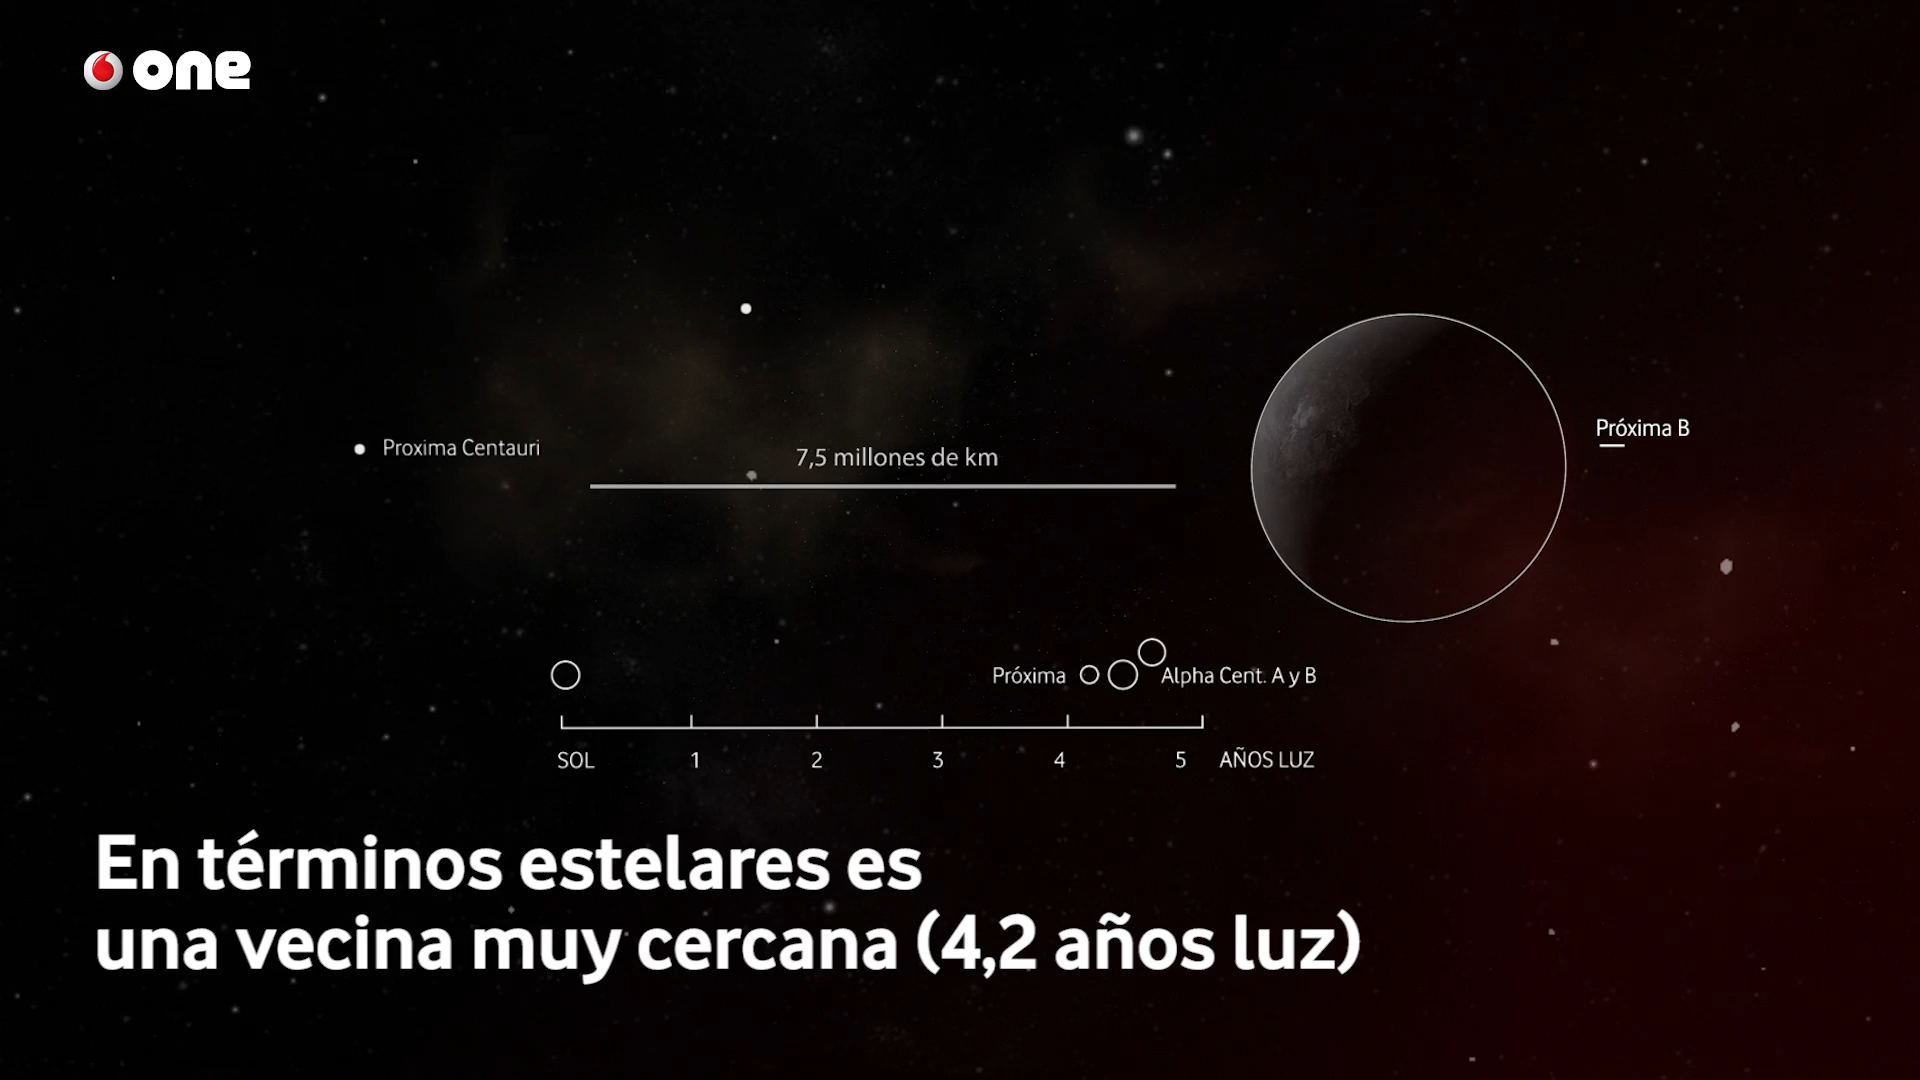 one
Proxima Centauri
7,5 millones de km
Próxima B
Próxima
Alpha Cent. A y B
SOL 1 2 3 4 5 AÑOS LUZ
En términos estelares es
una vecina muy cercana (4,2 años luz)